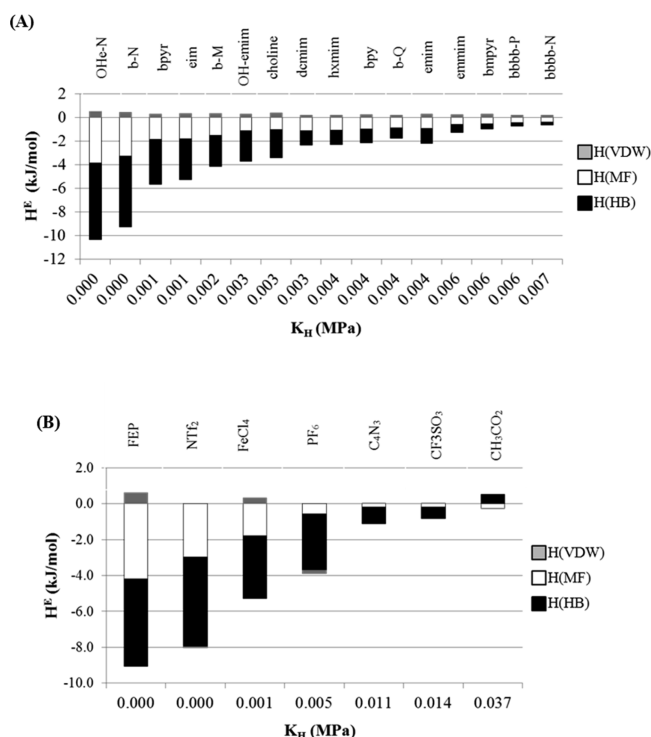 (A)
OHe-N b-N bpyr eim b-M OH-emim choline dcmim hxmim bpy b-Q emim emmim bmpyr bbbb-P bbbb-N
2
0
-2
-4
-6
-8
-10
-12
H^E (kJ/mol)
H(VDW)
H(MF)
H(HB)
0.000 0.000 0.001 0.001 0.002 0.003 0.003 0.003 0.004 0.004 0.004 0.004 0.006 0.006 0.006 0.007
K_H (MPa)
(B)
FEP NTf₂ FeCl₄ PF₆ C₄N₃ CF3SO₃ CH₃CO₂
2.0
0.0
-2.0
-4.0
-6.0
-8.0
-10.0
H^E (kJ/mol)
H(VDW)
H(MF)
H(HB)
0.000 0.000 0.001 0.005 0.011 0.014 0.037
K_H (MPa)